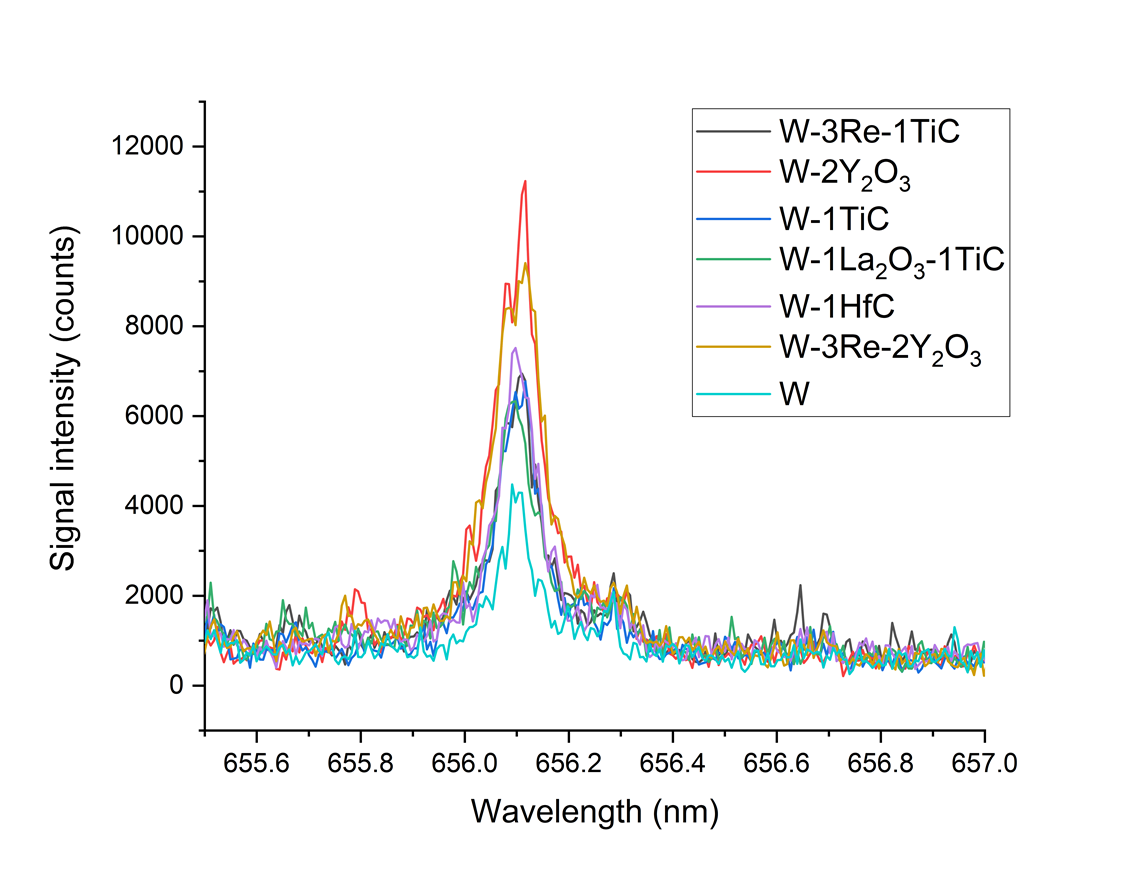 Signal intensity (counts)
12000
10000
8000
6000
4000
2000
0
W-3Re-1TiC
W-2Y₂O₃
W-1TiC
W-1La₂O₃-1TiC
W-1HfC
W-3Re-2Y₂O₃
W
655.6 655.8 656.0 656.2 656.4 656.6 656.8 657.0
Wavelength (nm)